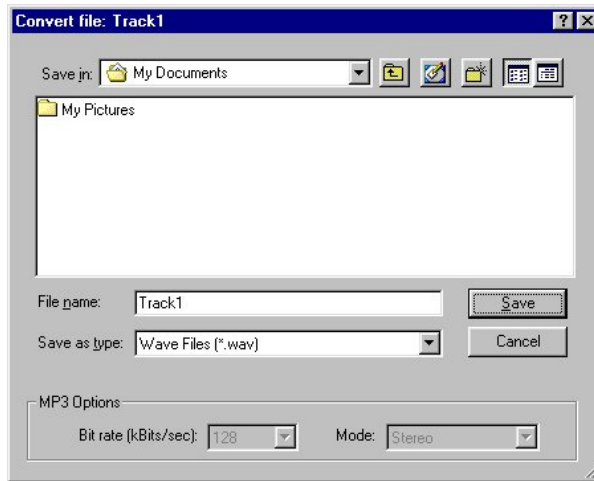 Convert file: Track1
Save in: My Documents
My Pictures
File name: Track1
Save
Save as type: Wave Files (*.wav)
Cancel
MP3 Options
Bit rate (kBits/sec): 128 Mode: Stereo